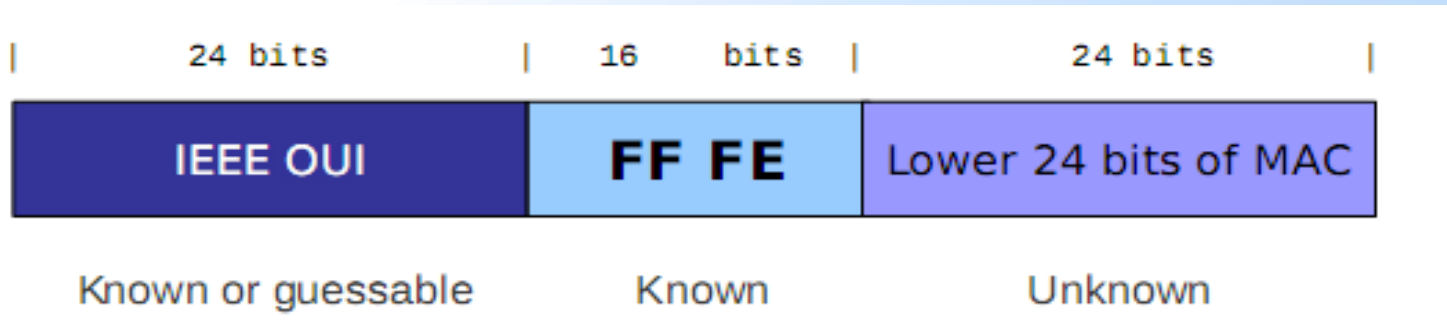 | 24 bits | 16 bits | 24 bits |
IEEE OUI FF FE Lower 24 bits of MAC
Known or guessable Known Unknown